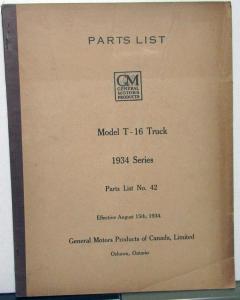 PARTS LIST
GM
GENERAL
MOTORS
PRODUCTS
Model T-16 Truck
1934 Series
Parts List No. 42
Effective August 15th, 1934.
General Motors Products of Canada, Limited
Oshawa, Ontario